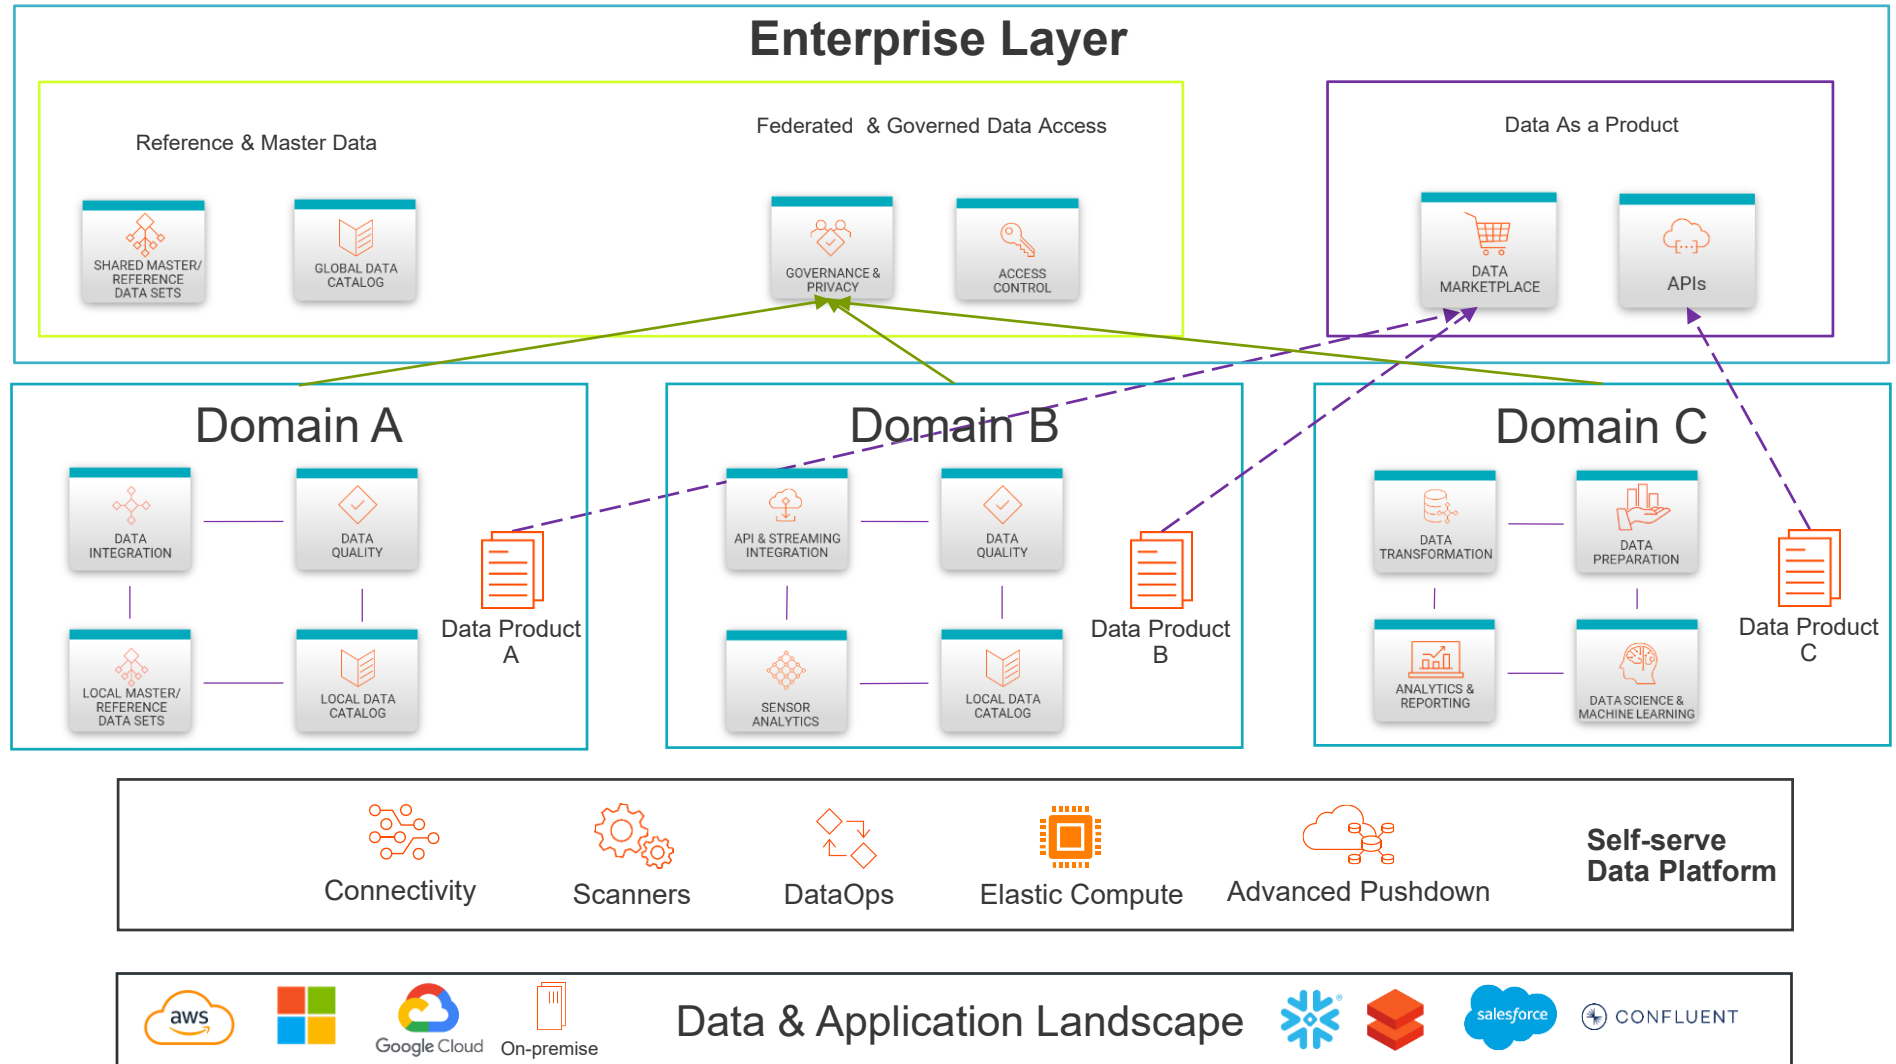 Enterprise Layer
Reference & Master Data
Federated & Governed Data Access
Data As a Product
SHARED MASTER/
REFERENCE
DATA SETS
GLOBAL DATA
CATALOG
GOVERNANCE &
PRIVACY
ACCESS
CONTROL
DATA
MARKETPLACE
{...}
APIs
Domain A
DATA
INTEGRATION
DATA
QUALITY
LOCAL MASTER/
REFERENCE
DATA SETS
LOCAL DATA
CATALOG
Data Product
A
Domain B
API & STREAMING
INTEGRATION
DATA
QUALITY
SENSOR
ANALYTICS
LOCAL DATA
CATALOG
Data Product
B
Domain C
DATA
TRANSFORMATION
DATA
PREPARATION
ANALYTICS &
REPORTING
DATA SCIENCE &
MACHINE LEARNING
Data Product
C
Connectivity
Scanners
DataOps
Elastic Compute
Advanced Pushdown
Self-serve
Data Platform
aws
Google Cloud
On-premise
Data & Application Landscape
®
salesforce
CONFLUENT